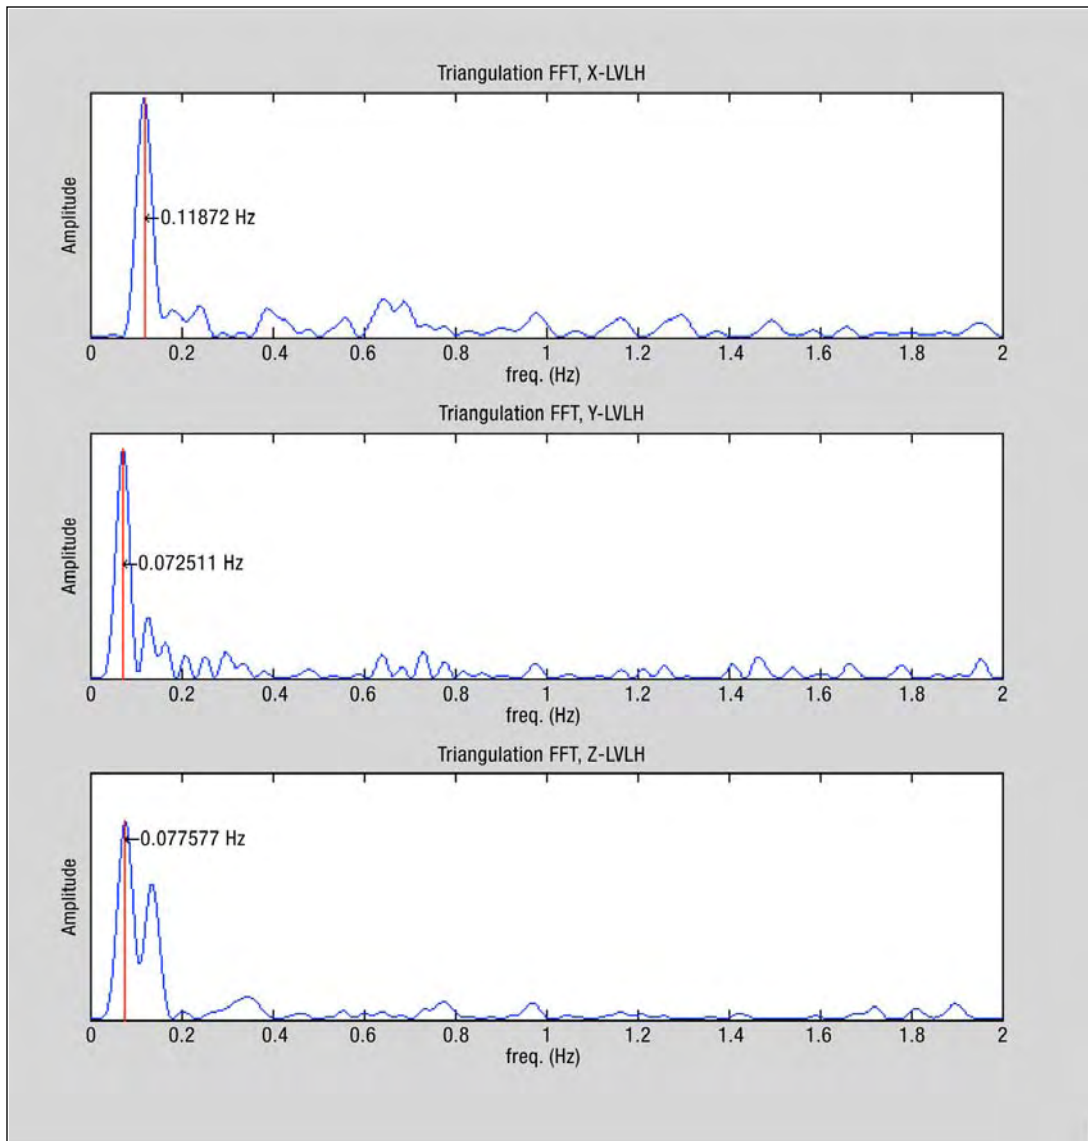 Triangulation FFT, X-LVLH
Amplitude
←0.11872 Hz
0 0.2 0.4 0.6 0.8 1 1.2 1.4 1.6 1.8 2
freq. (Hz)
Triangulation FFT, Y-LVLH
Amplitude
←0.072511 Hz
0 0.2 0.4 0.6 0.8 1 1.2 1.4 1.6 1.8 2
freq. (Hz)
Triangulation FFT, Z-LVLH
Amplitude
←0.077577 Hz
0 0.2 0.4 0.6 0.8 1 1.2 1.4 1.6 1.8 2
freq. (Hz)